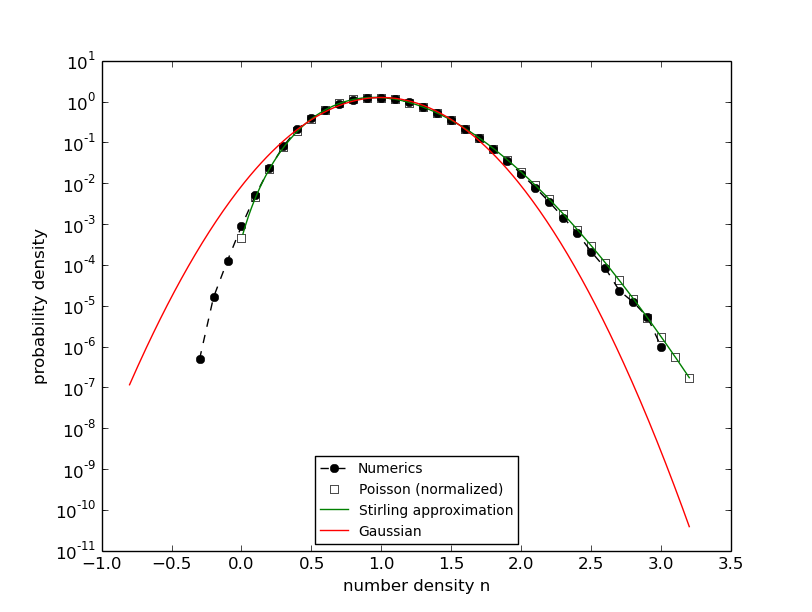 10^1
10^0
10^-1
10^-2
10^-3
10^-4
10^-5
10^-6
10^-7
10^-8
10^-9
10^-10
10^-11
probability density
Numerics
Poisson (normalized)
Stirling approximation
Gaussian
−1.0 −0.5 0.0 0.5 1.0 1.5 2.0 2.5 3.0 3.5
number density n